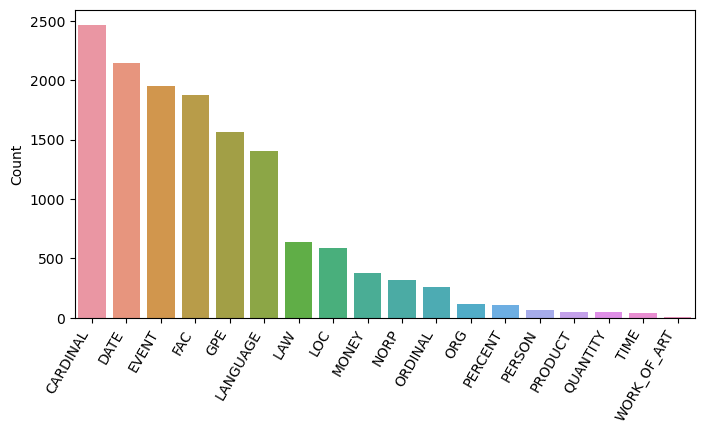 2500
2000
1500
1000
500
0
Count
CARDINAL
DATE
EVENT
FAC
GPE
LANGUAGE
LAW
LOC
MONEY
NORP
ORDINAL
ORG
PERCENT
PERSON
PRODUCT
QUANTITY
TIME
WORK_OF_ART